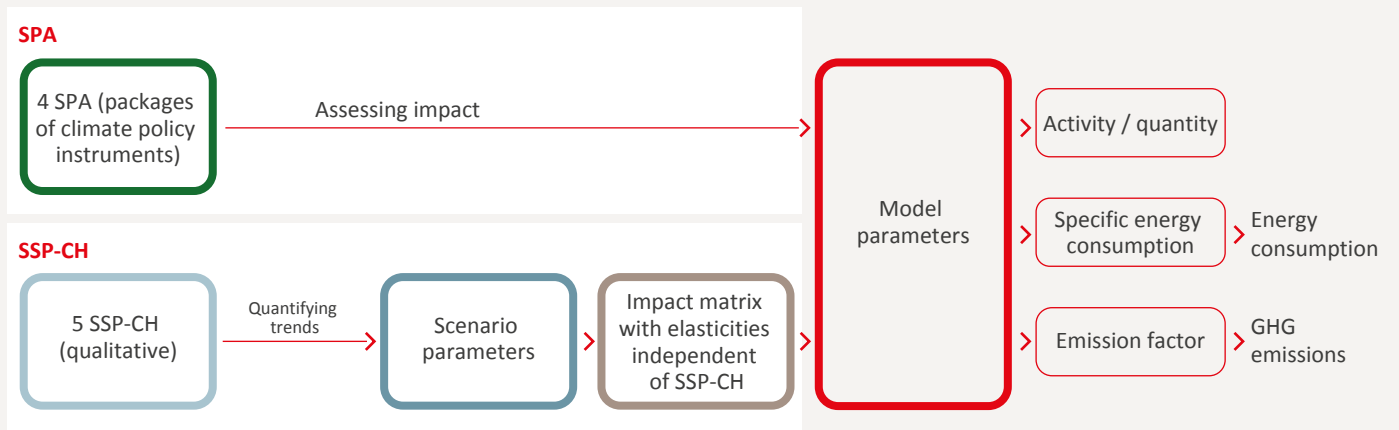 SPA
4 SPA (packages
of climate policy
instruments)
Assessing impact
SSP-CH
5 SSP-CH
(qualitative)
Quantifying
trends
Scenario
parameters
Impact matrix
with elasticities
independent
of SSP-CH
Model
parameters
Activity / quantity
Specific energy
consumption
Energy
consumption
Emission factor
GHG
emissions